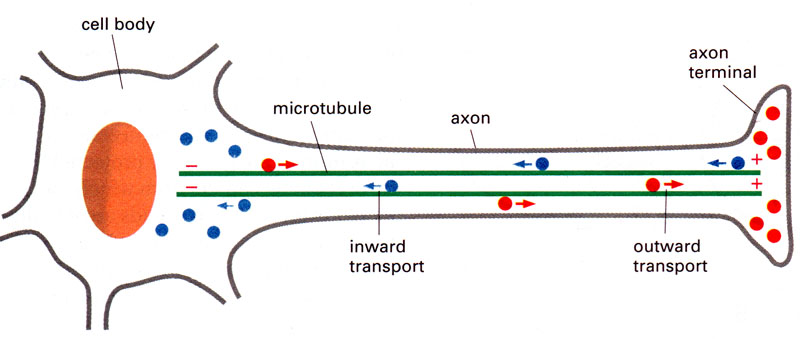 cell body
axon
terminal
microtubule
axon
− +
− +
inward
transport
outward
transport